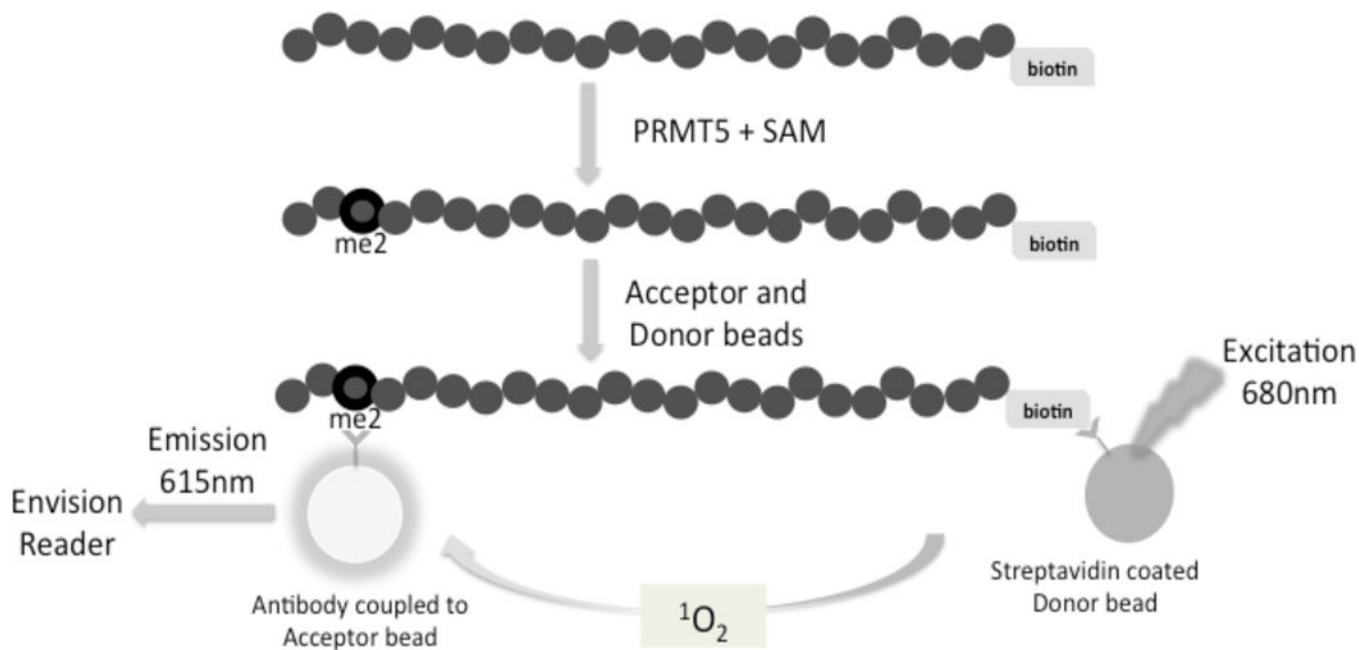 biotin
PRMT5 + SAM
me2
biotin
Acceptor and
Donor beads
Excitation
680nm
me2
biotin
Emission
615nm
Envision
Reader
Antibody coupled to
Acceptor bead
¹O₂
Streptavidin coated
Donor bead